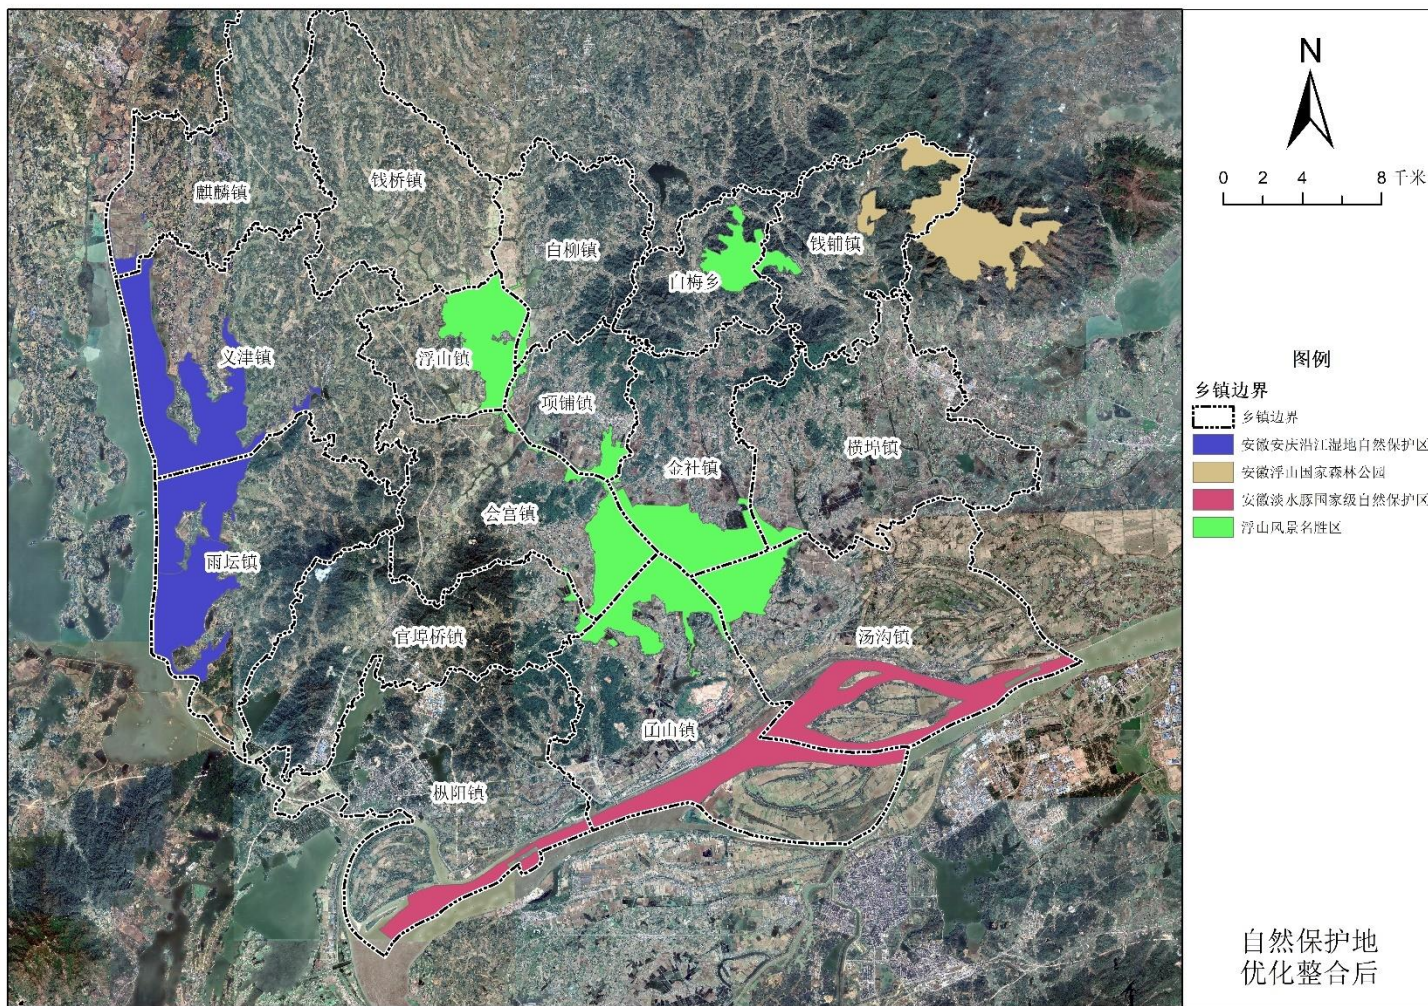 N
0 2 4 8 千米
图例
乡镇边界
乡镇边界
安徽安庆沿江湿地自然保护区
安徽浮山国家森林公园
安徽淡水豚国家级自然保护区
浮山风景名胜区
麒麟镇
钱桥镇
白柳镇
钱铺镇
白梅乡
义津镇
浮山镇
项铺镇
横埠镇
金社镇
会宫镇
雨坛镇
官埠桥镇
汤沟镇
枞阳镇
自然保护地
优化整合后